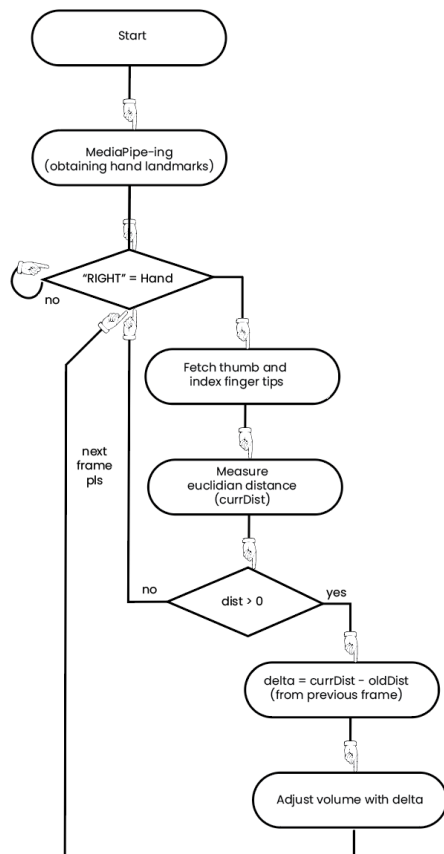 Start
MediaPipe-ing
(obtaining hand landmarks)
“RIGHT” = Hand
no
Fetch thumb and
index finger tips
Measure
euclidian distance
(currDist)
next
frame
pls
no
dist > 0
yes
delta = currDist - oldDist
(from previous frame)
Adjust volume with delta